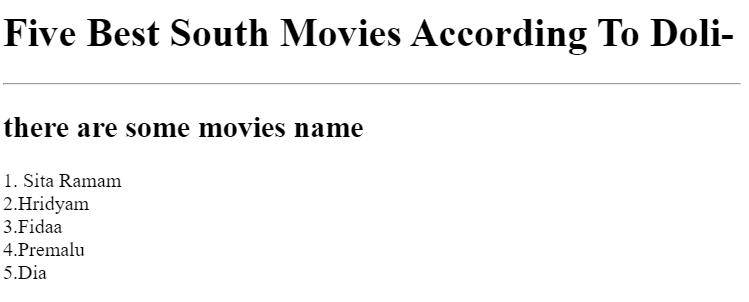 Five Best South Movies According To Doli-
there are some movies name
1. Sita Ramam
2.Hridyam
3.Fidaa
4.Premalu
5.Dia